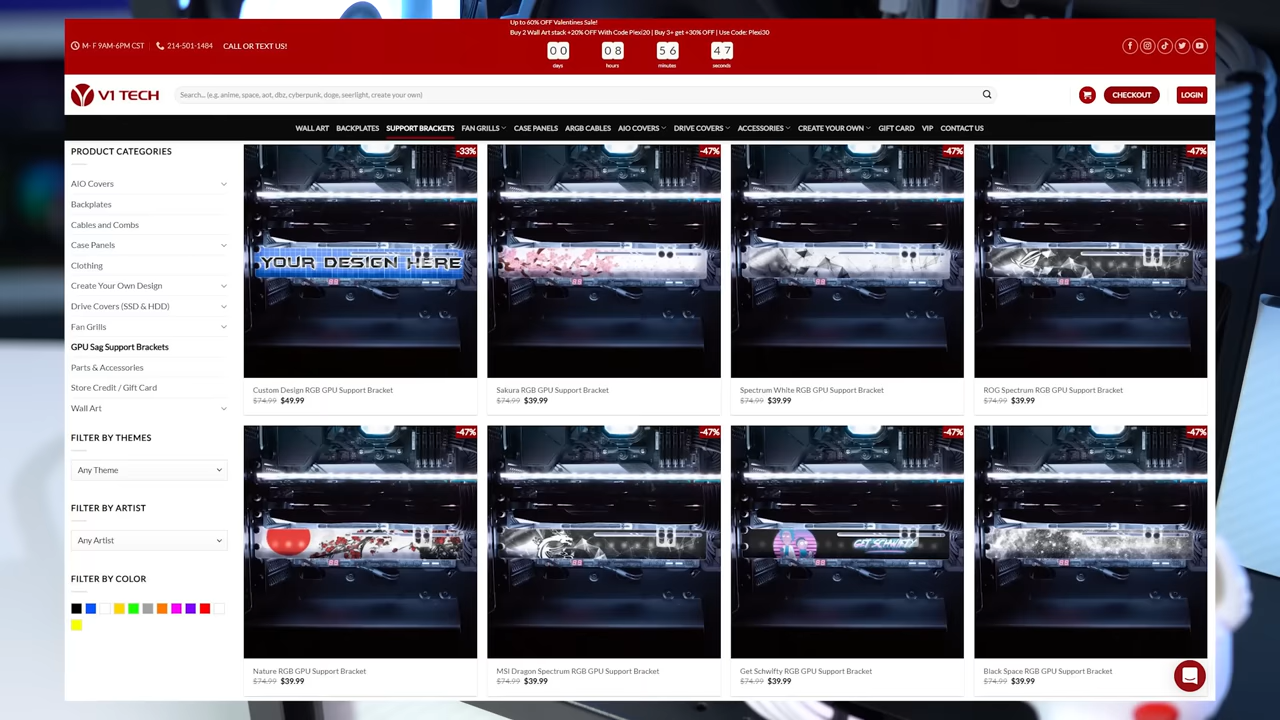 Up to 60% OFF Valentines Sale!
Buy 2 Wall Art stack +20% OFF With Code Plexi20 | Buy 3+ get +30% OFF | Use Code: Plexi30
M- F 9AM-6PM CST
214-501-1484
CALL OR TEXT US!
00 08 56 47
days hours minutes seconds
V1 TECH
Search... (e.g. anime, space, aot, dbz, cyberpunk, doge, seerlight, create your own)
CHECKOUT
LOGIN
WALL ART BACKPLATES SUPPORT BRACKETS FAN GRILLS CASE PANELS ARGB CABLES AIO COVERS DRIVE COVERS ACCESSORIES CREATE YOUR OWN GIFT CARD VIP CONTACT US
PRODUCT CATEGORIES
AIO Covers
Backplates
Cables and Combs
Case Panels
Clothing
Create Your Own Design
Drive Covers (SSD & HDD)
Fan Grills
GPU Sag Support Brackets
Parts & Accessories
Store Credit / Gift Card
Wall Art
FILTER BY THEMES
Any Theme
FILTER BY ARTIST
Any Artist
FILTER BY COLOR
-33% -47% -47% -47%
YOUR DESIGN HERE
Custom Design RGB GPU Support Bracket
$74.99 $49.99
Sakura RGB GPU Support Bracket
$74.99 $39.99
Spectrum White RGB GPU Support Bracket
$74.99 $39.99
ROG Spectrum RGB GPU Support Bracket
$74.99 $39.99
-47% -47% -47% -47%
GET SCHWIFTY
Nature RGB GPU Support Bracket
$74.99 $39.99
MSI Dragon Spectrum RGB GPU Support Bracket
$74.99 $39.99
Get Schwifty RGB GPU Support Bracket
$74.99 $39.99
Black Space RGB GPU Support Bracket
$74.99 $39.99